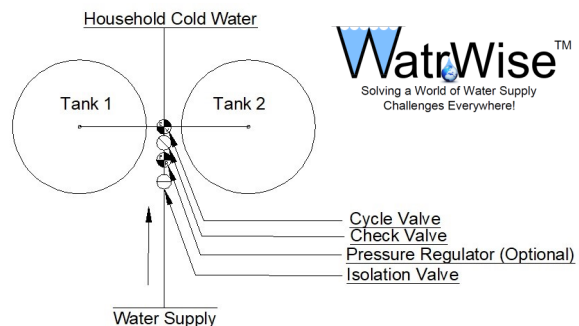 Household Cold Water
WatrWise™
Solving a World of Water Supply
Challenges Everywhere!
Tank 1
Tank 2
Cycle Valve
Check Valve
Pressure Regulator (Optional)
Isolation Valve
Water Supply